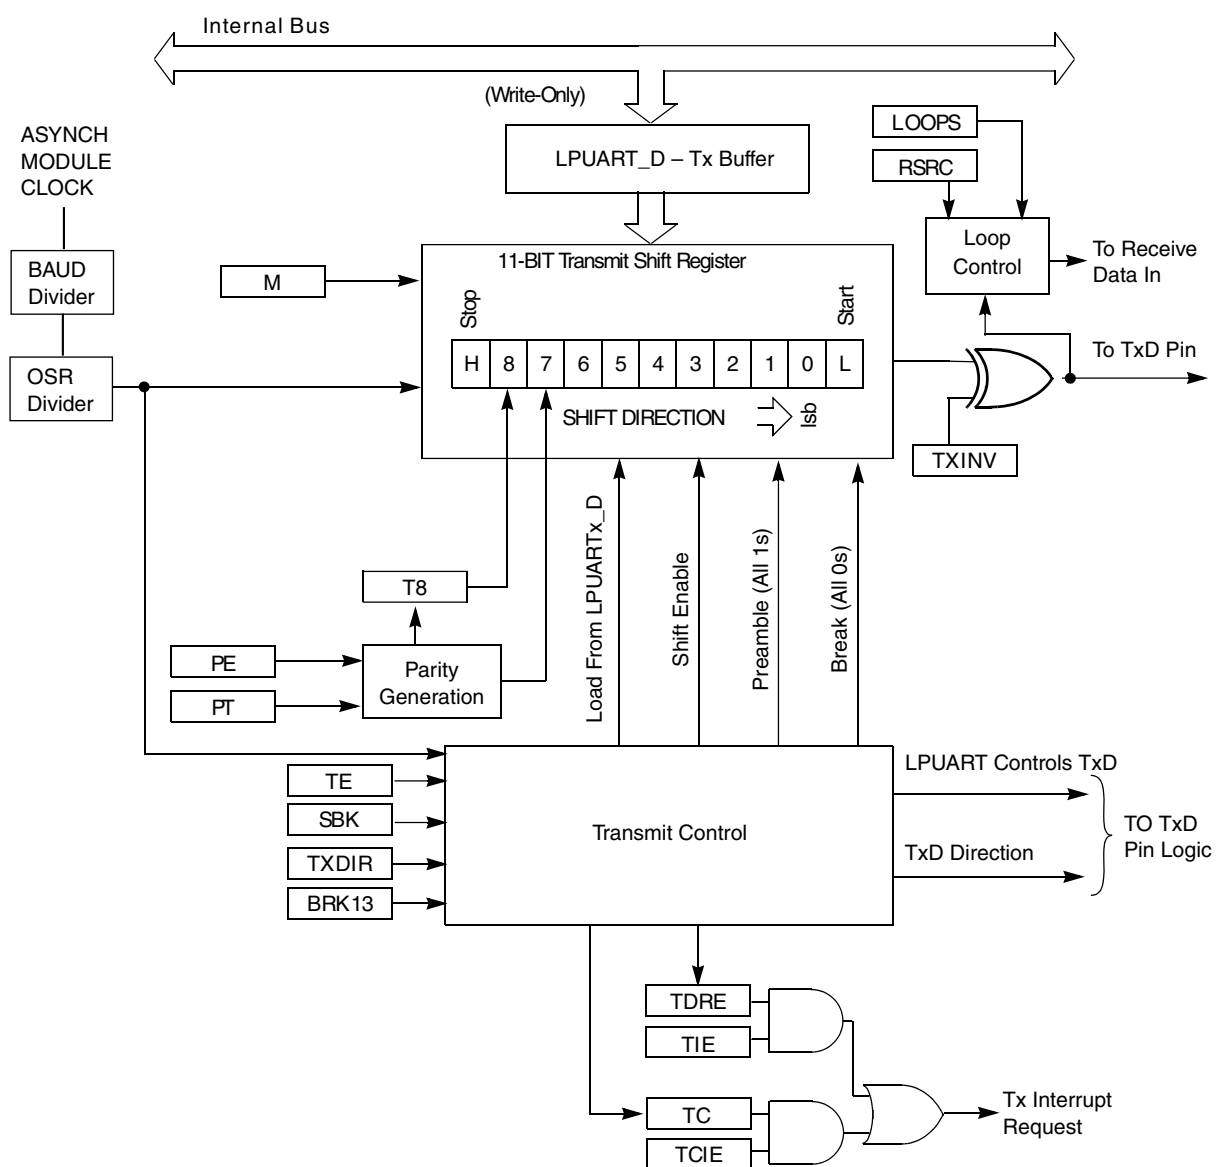 Internal Bus
(Write-Only)
LPUART_D – Tx Buffer
ASYNCH
MODULE
CLOCK
BAUD
Divider
OSR
Divider
M
11-BIT Transmit Shift Register
Stop
Start
H 8 7 6 5 4 3 2 1 0 L
SHIFT DIRECTION
lsb
LOOPS
RSRC
Loop
Control
To Receive
Data In
To TxD Pin
TXINV
T8
PE
PT
Parity
Generation
Load From LPUARTx_D
Shift Enable
Preamble (All 1s)
Break (All 0s)
TE
SBK
TXDIR
BRK13
Transmit Control
LPUART Controls TxD
TxD Direction
TO TxD
Pin Logic
TDRE
TIE
TC
TCIE
Tx Interrupt
Request